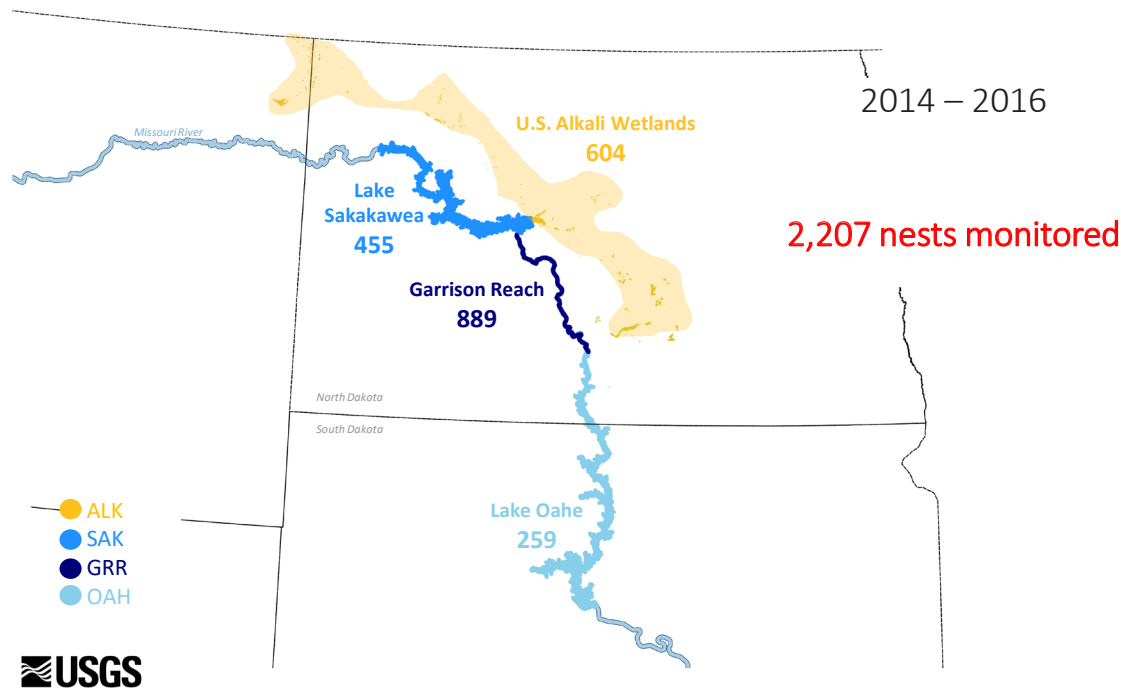 2014 – 2016
Missouri River
U.S. Alkali Wetlands
604
Lake
Sakakawea
455
2,207 nests monitored
Garrison Reach
889
North Dakota
South Dakota
Lake Oahe
259
ALK
SAK
GRR
OAH
USGS